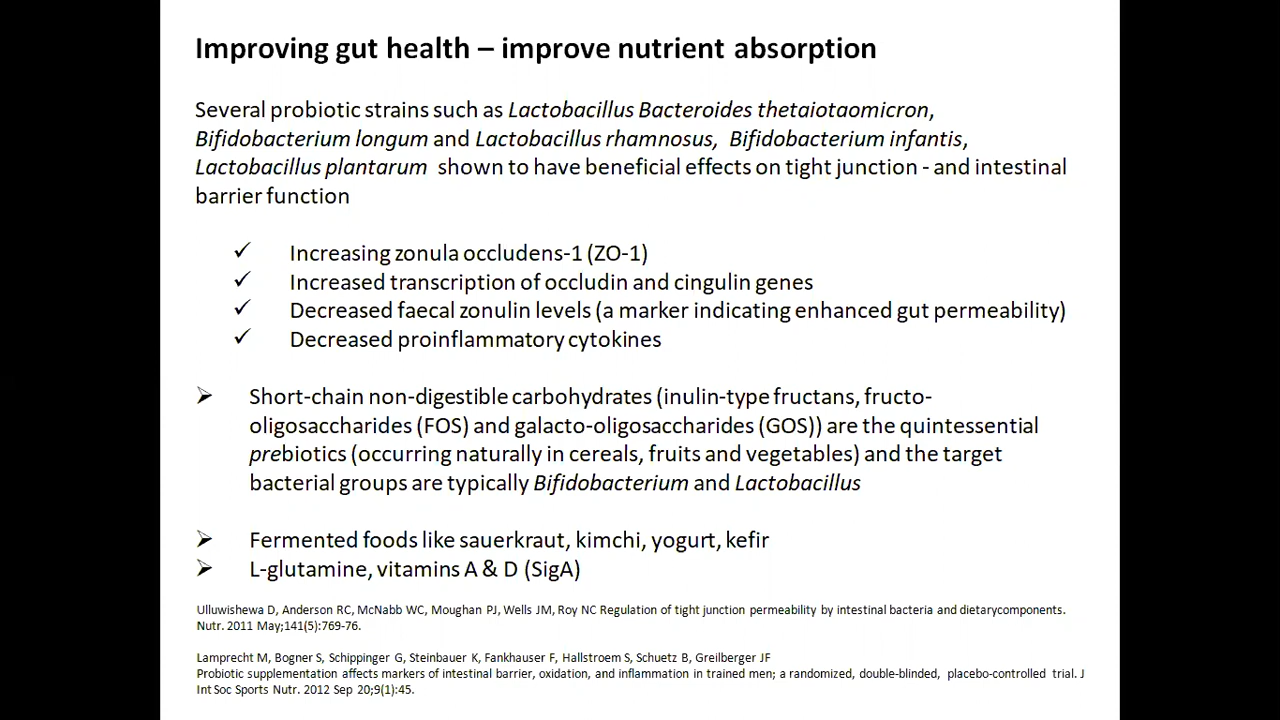 Improving gut health – improve nutrient absorption
Several probiotic strains such as Lactobacillus Bacteroides thetaiotaomicron,
Bifidobacterium longum and Lactobacillus rhamnosus, Bifidobacterium infantis,
Lactobacillus plantarum shown to have beneficial effects on tight junction - and intestinal
barrier function
✓ Increasing zonula occludens-1 (ZO-1)
✓ Increased transcription of occludin and cingulin genes
✓ Decreased faecal zonulin levels (a marker indicating enhanced gut permeability)
✓ Decreased proinflammatory cytokines
➢ Short-chain non-digestible carbohydrates (inulin-type fructans, fructo-
oligosaccharides (FOS) and galacto-oligosaccharides (GOS)) are the quintessential
prebiotics (occurring naturally in cereals, fruits and vegetables) and the target
bacterial groups are typically Bifidobacterium and Lactobacillus
➢ Fermented foods like sauerkraut, kimchi, yogurt, kefir
➢ L-glutamine, vitamins A & D (SigA)
Ulluwishewa D, Anderson RC, McNabb WC, Moughan PJ, Wells JM, Roy NC Regulation of tight junction permeability by intestinal bacteria and dietarycomponents.
Nutr. 2011 May;141(5):769-76.
Lamprecht M, Bogner S, Schippinger G, Steinbauer K, Fankhauser F, Hallstroem S, Schuetz B, Greilberger JF
Probiotic supplementation affects markers of intestinal barrier, oxidation, and inflammation in trained men; a randomized, double-blinded, placebo-controlled trial. J
Int Soc Sports Nutr. 2012 Sep 20;9(1):45.